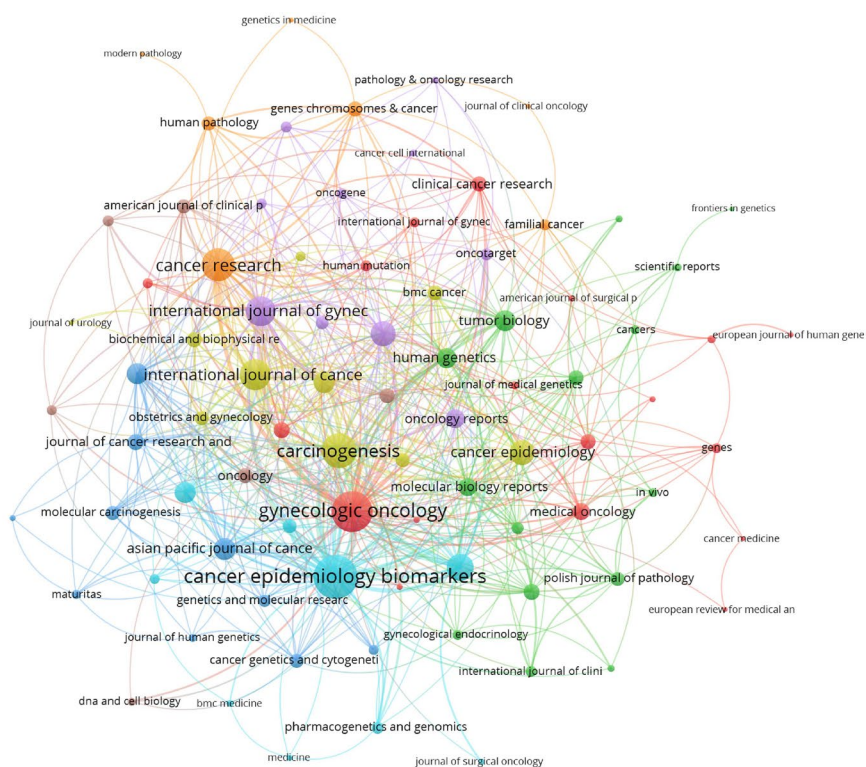 genetics in medicine
modern pathology
pathology & oncology research
genes chromosomes & cancer
journal of clinical oncology
human pathology
cancer cell international
clinical cancer research
oncogene
american journal of clinical p
frontiers in genetics
international journal of gynec
familial cancer
oncotarget
cancer research
human mutation
scientific reports
bmc cancer
american journal of surgical p
international journal of gynec
journal of urology
tumor biology
cancers
european journal of human gene
biochemical and biophysical re
human genetics
international journal of cance
journal of medical genetics
obstetrics and gynecology
oncology reports
journal of cancer research and
carcinogenesis
cancer epidemiology
genes
oncology
molecular biology reports
in vivo
molecular carcinogenesis
gynecologic oncology
medical oncology
cancer medicine
asian pacific journal of cance
cancer epidemiology biomarkers
polish journal of pathology
maturitas
genetics and molecular researc
european review for medical an
journal of human genetics
gynecological endocrinology
cancer genetics and cytogeneti
international journal of clini
dna and cell biology
bmc medicine
pharmacogenetics and genomics
medicine
journal of surgical oncology